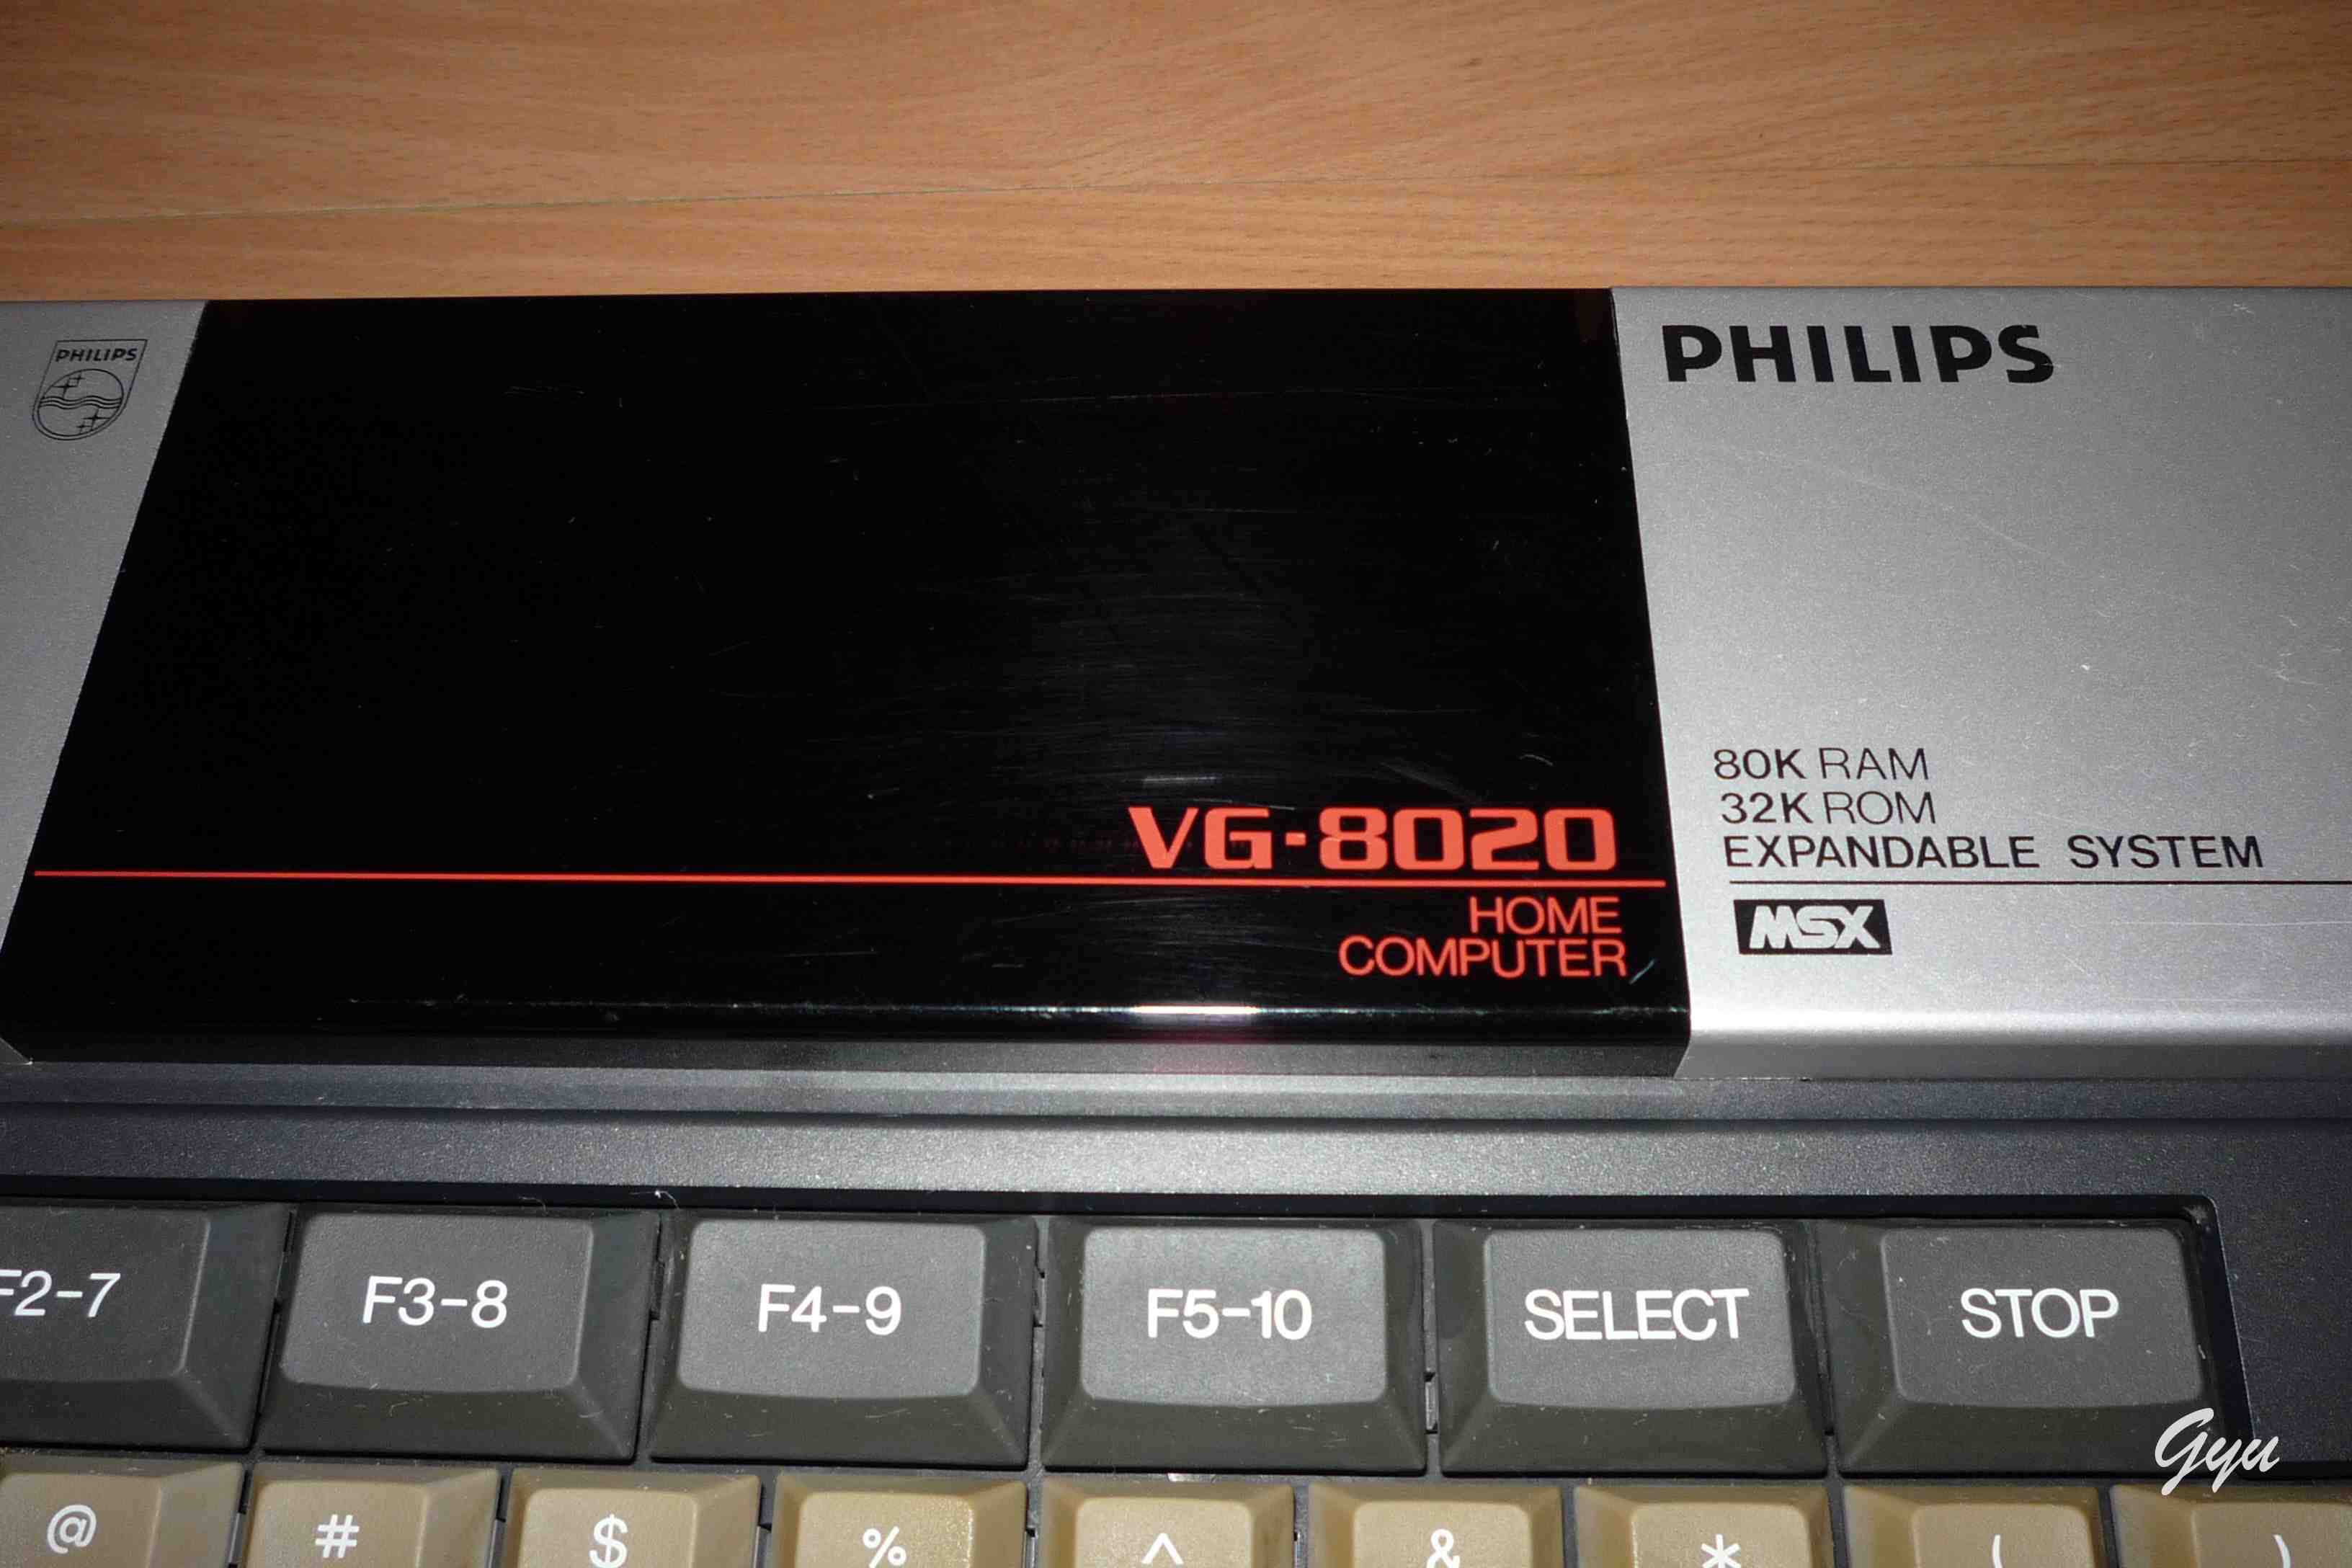 PHILIPS
PHILIPS
80K RAM
32K ROM
EXPANDABLE SYSTEM
MSX
VG-8020
HOME
COMPUTER
F2-7 F3-8 F4-9 F5-10 SELECT STOP
@ # $ % ^ & * ( )
Gyu